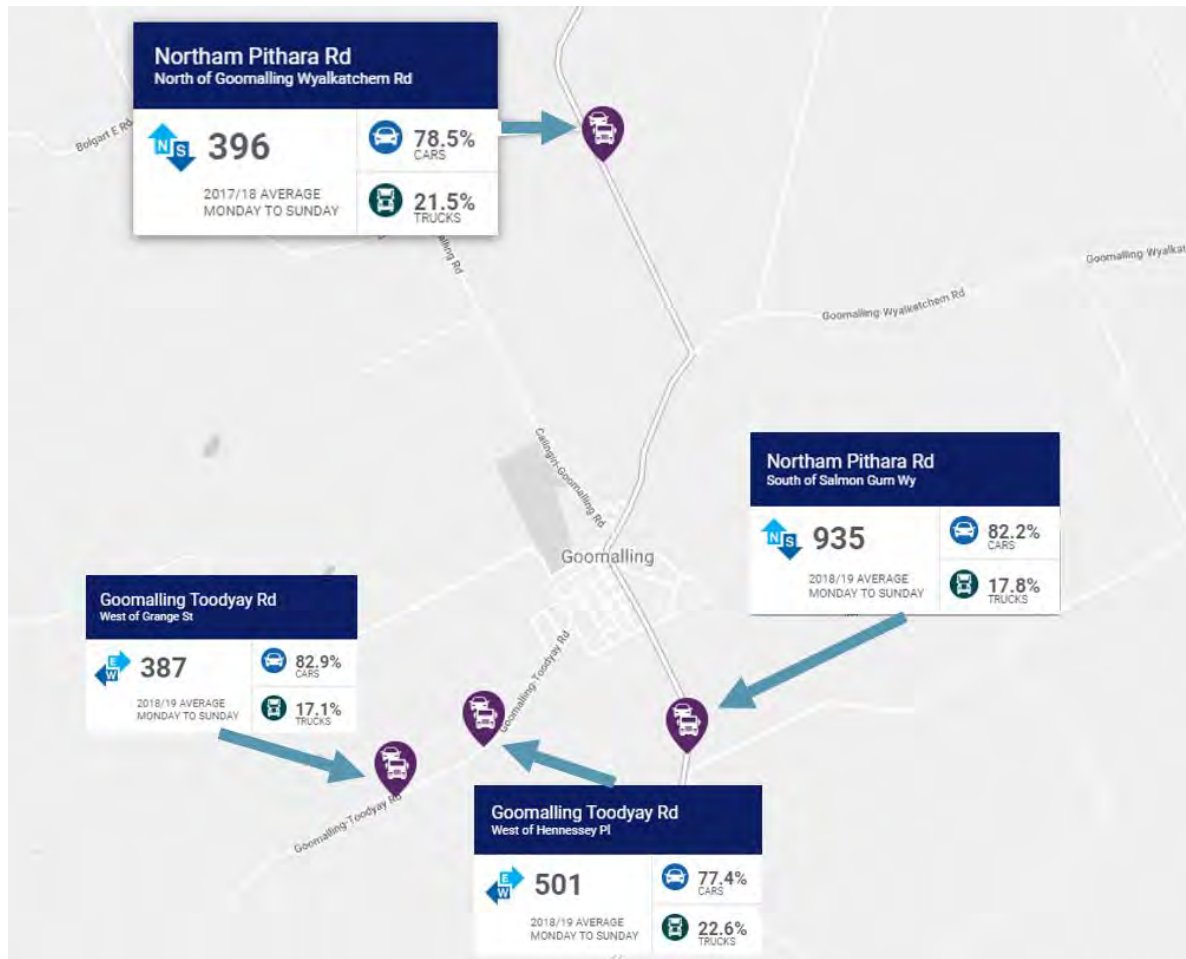 Northam Pithara Rd
North of Goomalling Wyalkatchem Rd
N S 396
78.5%
CARS
2017/18 AVERAGE
MONDAY TO SUNDAY
21.5%
TRUCKS
Bolgart E Rd
alling Rd
Goomalling-Wyalkat
Goomalling-Wyalkatchem Rd
Calingiri-Goomalling Rd
Goomalling
Northam Pithara Rd
South of Salmon Gum Wy
N S 935
82.2%
CARS
2018/19 AVERAGE
MONDAY TO SUNDAY
17.8%
TRUCKS
Goomalling Toodyay Rd
West of Grange St
E W 387
82.9%
CARS
2018/19 AVERAGE
MONDAY TO SUNDAY
17.1%
TRUCKS
Goomalling-Toodyay Rd
Goomalling-Toodyay Rd
Goomalling Toodyay Rd
West of Hennessey Pl
E W 501
77.4%
CARS
2018/19 AVERAGE
MONDAY TO SUNDAY
22.6%
TRUCKS